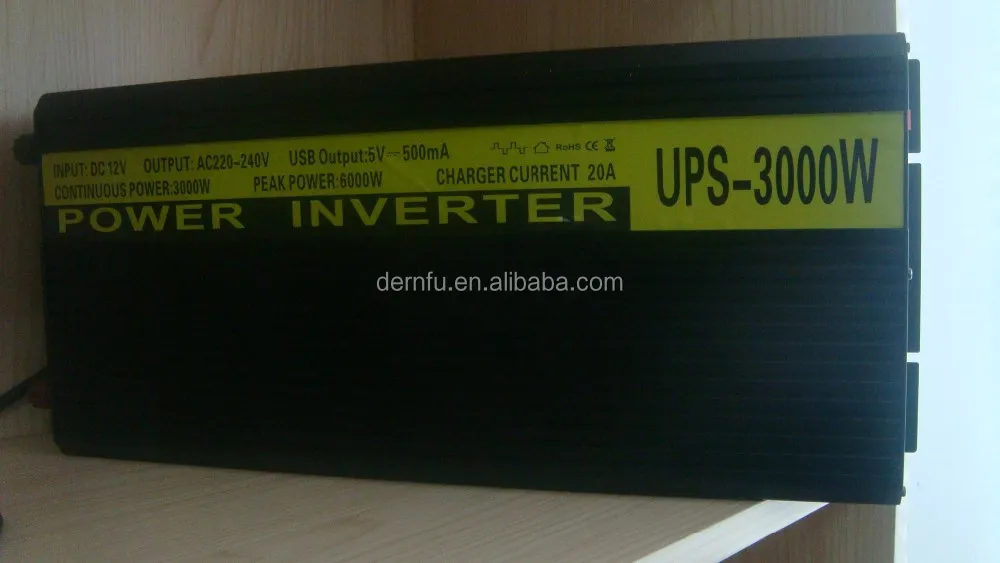 INPUT: DC 12V OUTPUT: AC220-240V USB Output:5V⎓500mA RoHS CE
CONTINUOUS POWER:3000W PEAK POWER:6000W CHARGER CURRENT 20A
UPS-3000W
POWER INVERTER
dernfu.en.alibaba.com